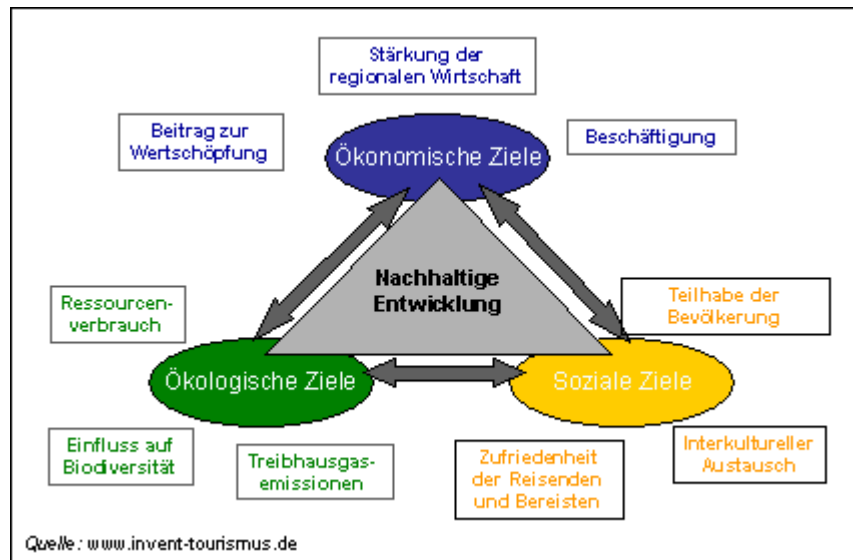 Stärkung der
regionalen Wirtschaft
Beitrag zur
Wertschöpfung
Ökonomische Ziele
Beschäftigung
Nachhaltige
Entwicklung
Ressourcen-
verbrauch
Teilhabe der
Bevölkerung
Ökologische Ziele
Soziale Ziele
Einfluss auf
Biodiversität
Treibhausgas-
emissionen
Zufriedenheit
der Reisenden
und Bereisten
Interkultureller
Austausch
Quelle: www.invent-tourismus.de